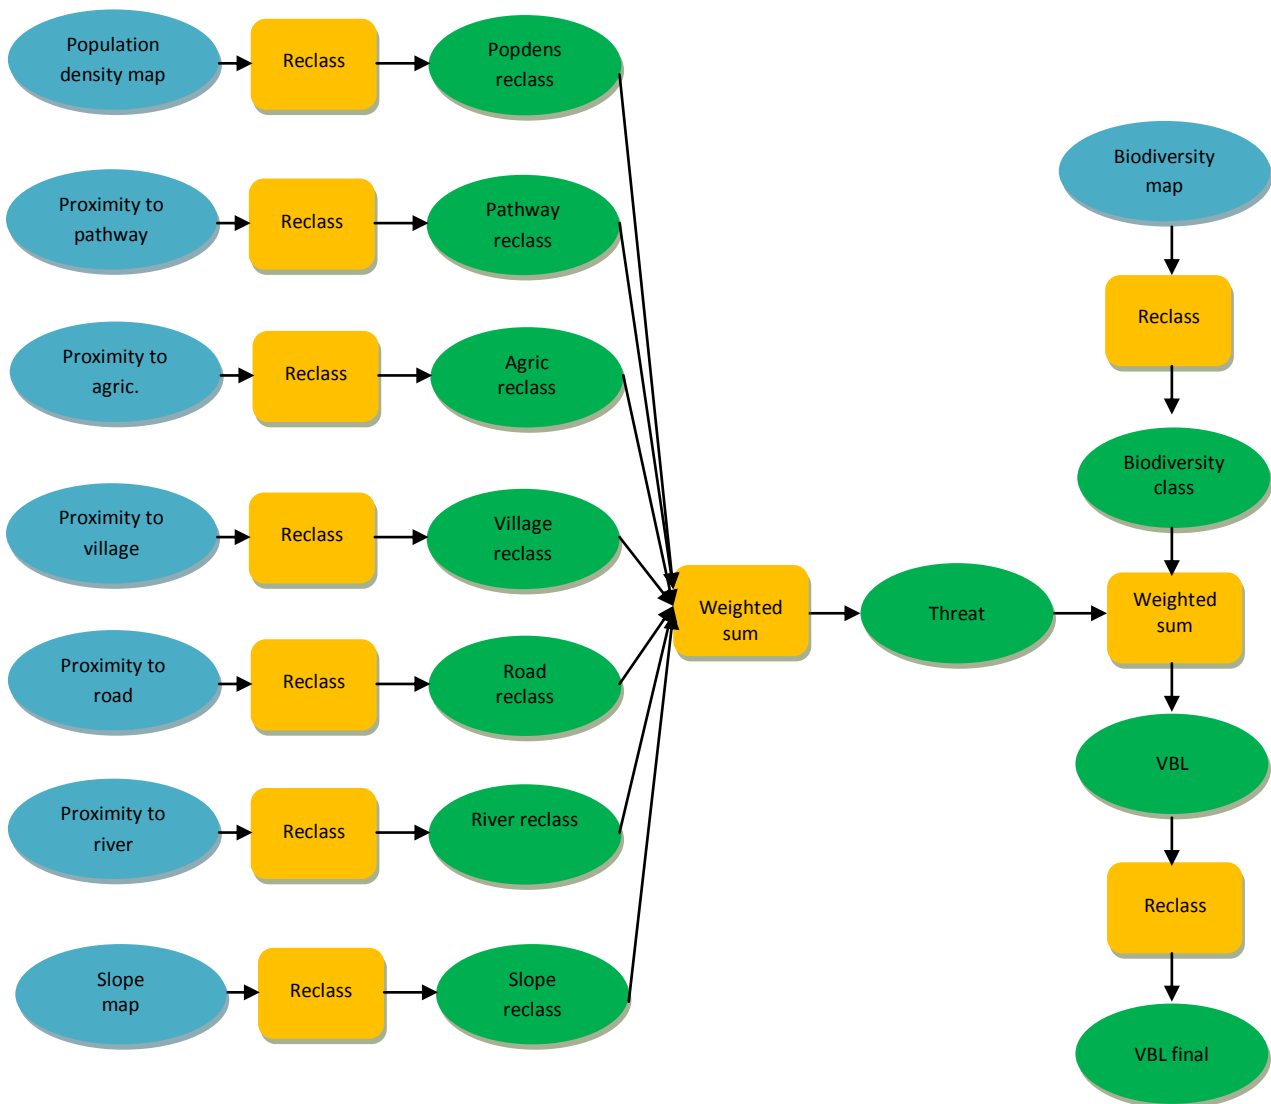 Population
density map
Reclass
Popdens
reclass
Proximity to
pathway
Reclass
Pathway
reclass
Proximity to
agric.
Reclass
Agric
reclass
Proximity to
village
Reclass
Village
reclass
Proximity to
road
Reclass
Road
reclass
Proximity to
river
Reclass
River reclass
Slope
map
Reclass
Slope
reclass
Weighted
sum
Threat
Biodiversity
map
Reclass
Biodiversity
class
Weighted
sum
VBL
Reclass
VBL final